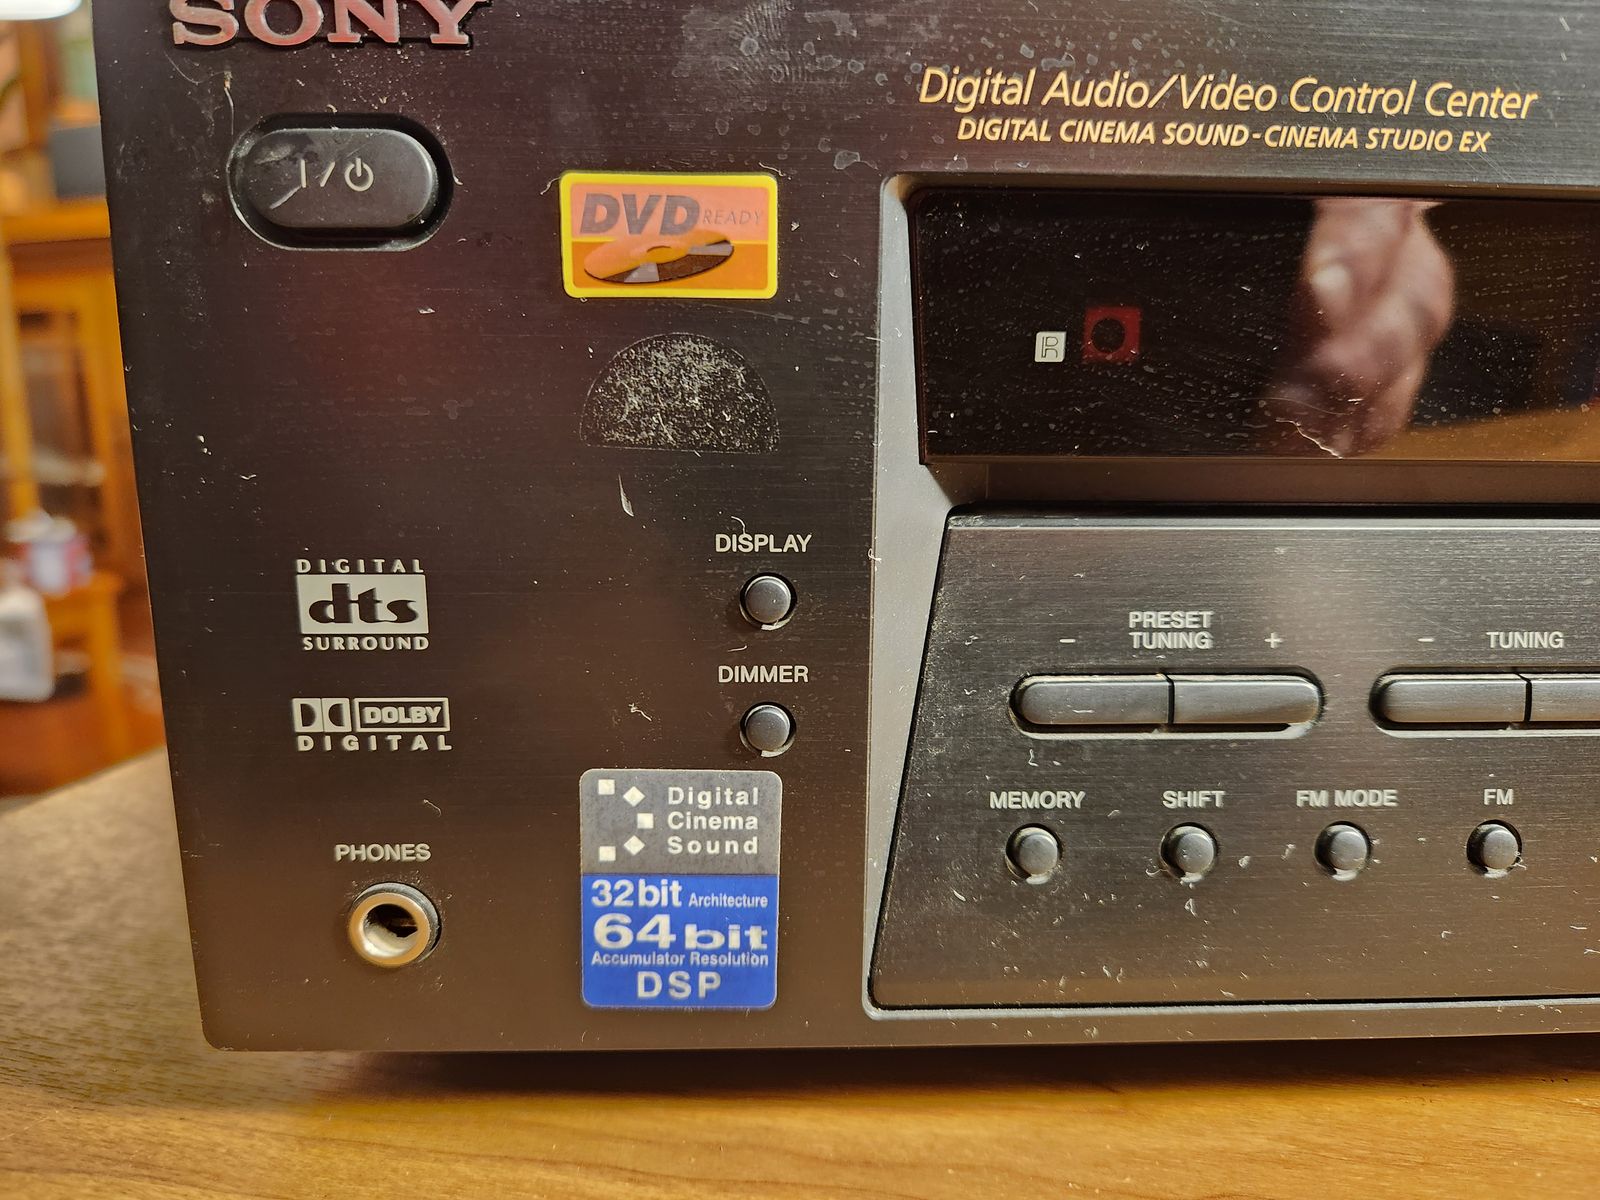 SONY
Digital Audio/Video Control Center
DIGITAL CINEMA SOUND-CINEMA STUDIO EX
I/⏻
DVD READY
R
DISPLAY
DIGITAL
dts
SURROUND
DIMMER
DOLBY
DIGITAL
PRESET
TUNING
- +
- TUNING
MEMORY SHIFT FM MODE FM
PHONES
Digital
Cinema
Sound
32bit Architecture
64bit
Accumulator Resolution
DSP